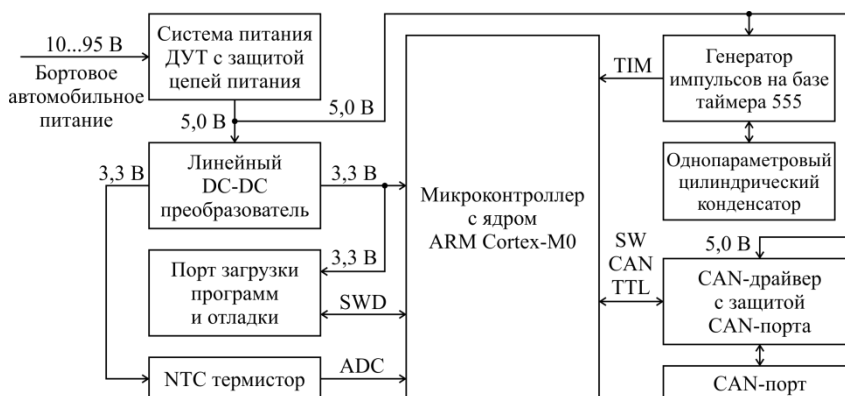 10...95 В
Бортовое
автомобильное
питание
Система питания
ДУТ с защитой
цепей питания
5,0 В
5,0 В
Линейный
DC-DC
преобразователь
3,3 В
3,3 В
3,3 В
Порт загрузки
программ
и отладки
SWD
NTC термистор
ADC
Микроконтроллер
с ядром
ARM Cortex-M0
TIM
Генератор
импульсов на базе
таймера 555
Однопараметровый
цилиндрический
конденсатор
SW
CAN
TTL
5,0 В
CAN-драйвер
с защитой
CAN-порта
CAN-порт